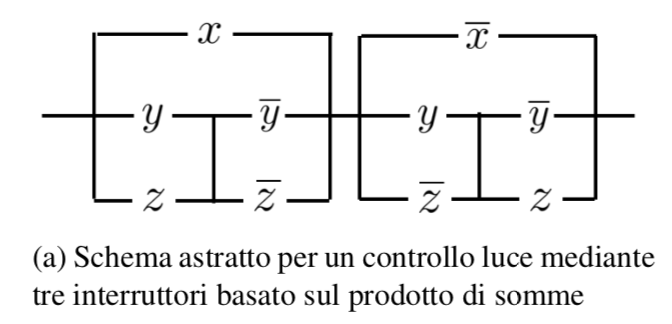 x x̅
y y̅ y y̅
z z̅ z̅ z
(a) Schema astratto per un controllo luce mediante
tre interruttori basato sul prodotto di somme